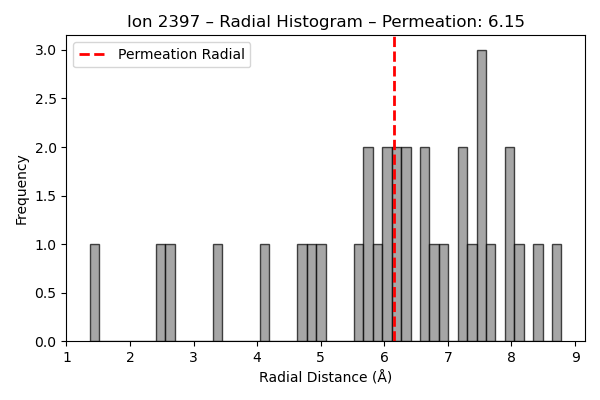 Ion 2397 – Radial Histogram – Permeation: 6.15
Permeation Radial
Frequency
3.0
2.5
2.0
1.5
1.0
0.5
0.0
1 2 3 4 5 6 7 8 9
Radial Distance (Å)